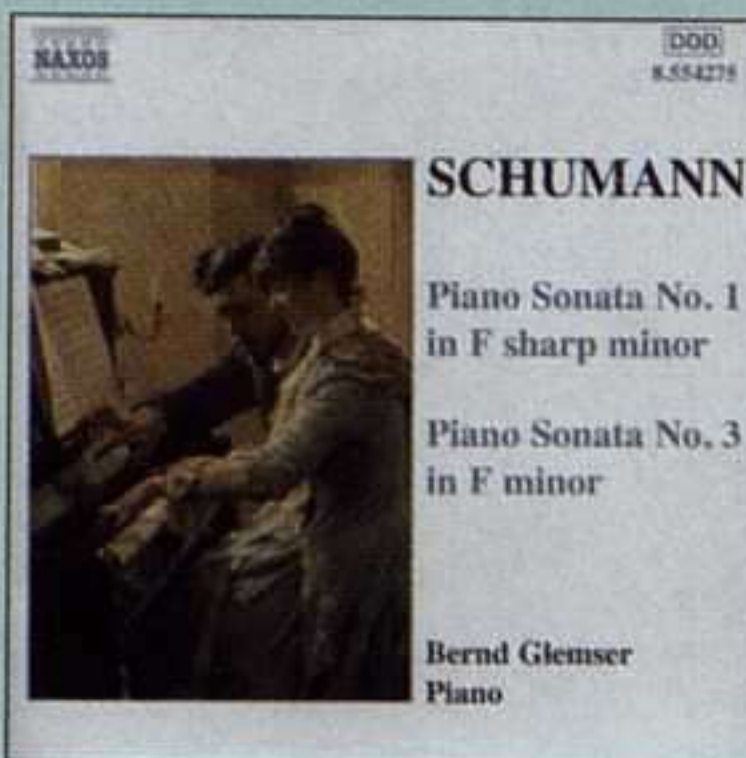 NAXOS
DDD
8.554275
SCHUMANN
Piano Sonata No. 1
in F sharp minor
Piano Sonata No. 3
in F minor
Bernd Glemser
Piano